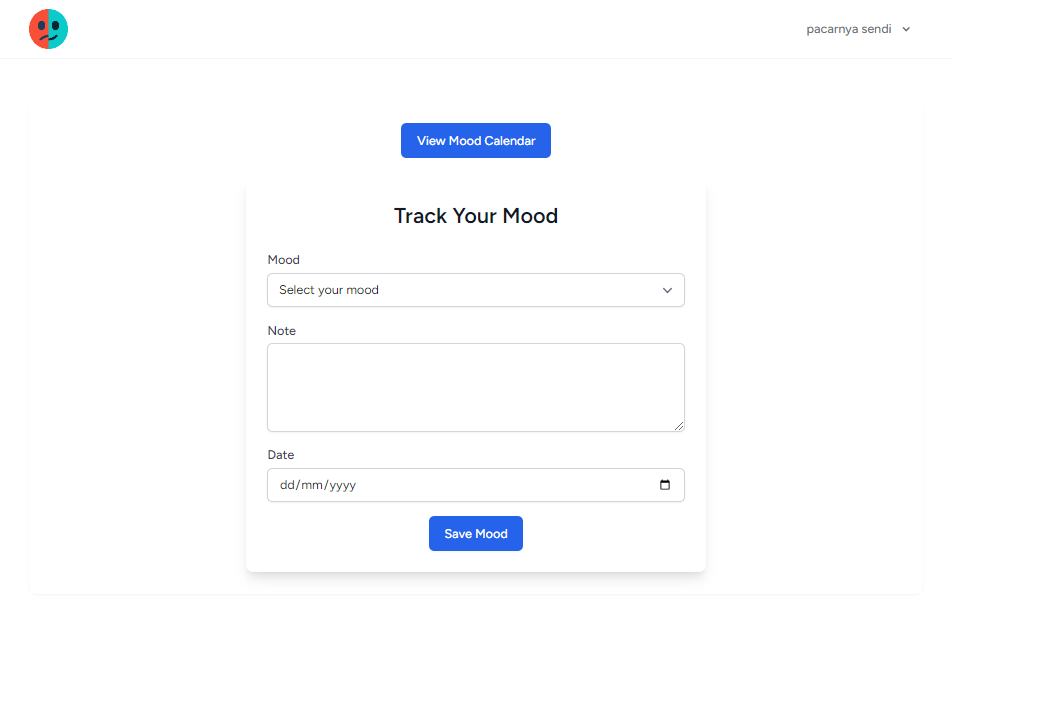 pacarnya sendi
View Mood Calendar
Track Your Mood
Mood
Select your mood
Note
Date
dd/mm/yyyy
Save Mood